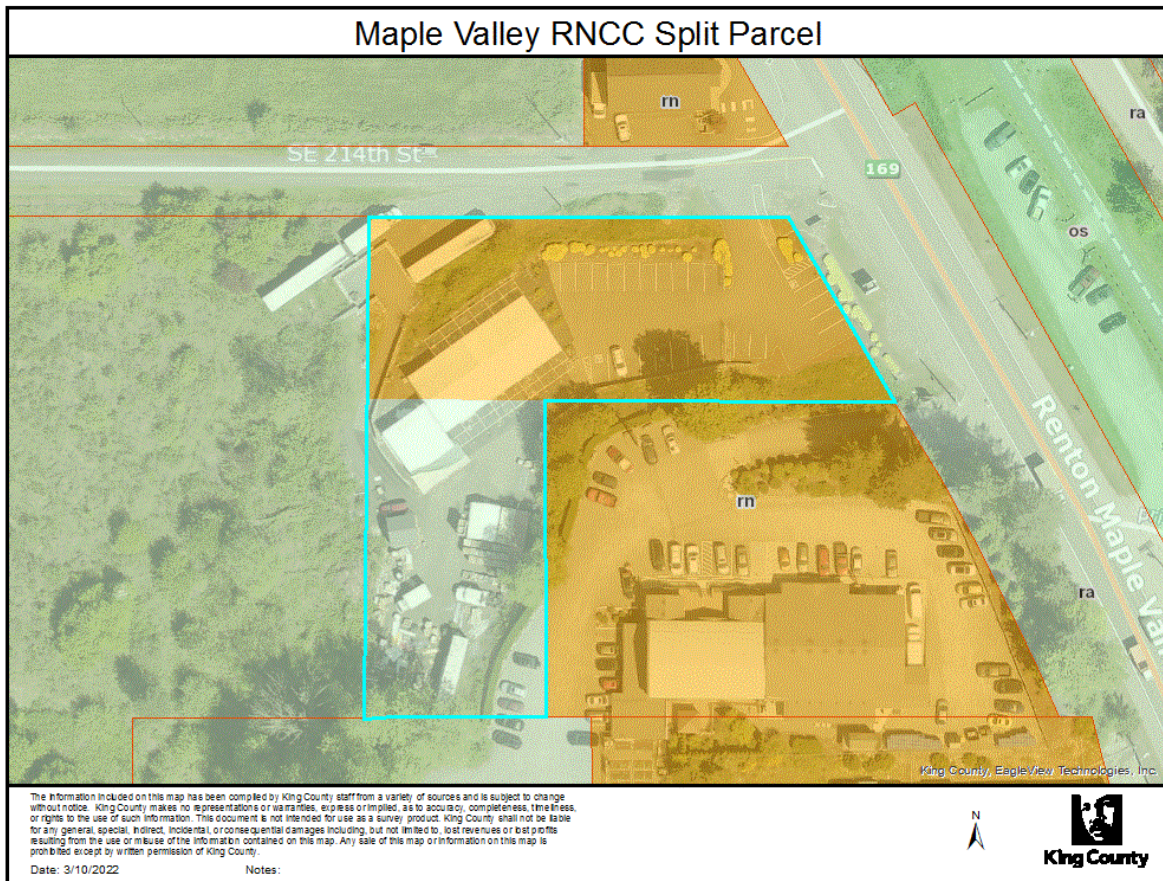 Maple Valley RNCC Split Parcel
rn
ra
SE 214th St
169
os
Renton Maple Vall
rn
ra
King County, EagleView Technologies, Inc.
The information included on this map has been compiled by King County staff from a variety of sources and is subject to change
without notice. King County makes no representations or warranties, express or implied, as to accuracy, completeness, timeliness,
or rights to the use of such information. This document is not intended for use as a survey product. King County shall not be liable
for any general, special, indirect, incidental, or consequential damages including, but not limited to, lost revenues or lost profits
resulting from the use or misuse of the information contained on this map. Any sale of this map or information on this map is
prohibited except by written permission of King County.
Date: 3/10/2022 Notes:
N
King County